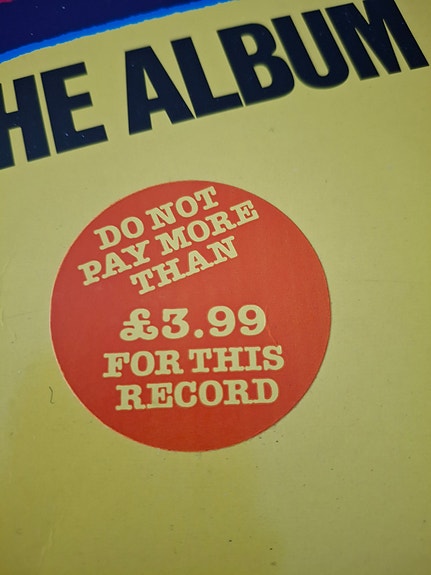 HE ALBUM
DO NOT
PAY MORE
THAN
£3.99
FOR THIS
RECORD